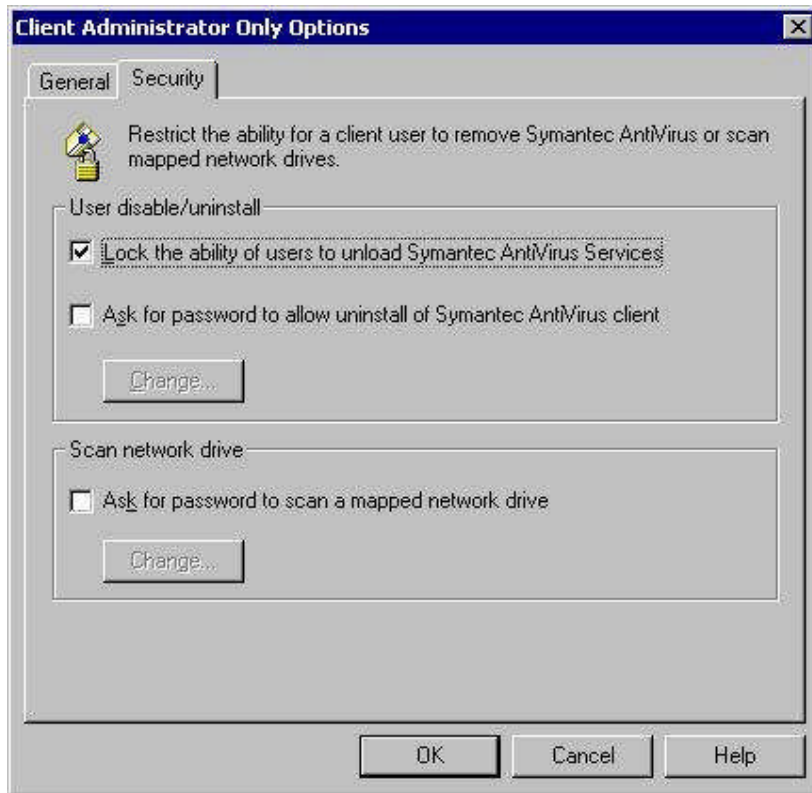 Client Administrator Only Options
General
Security
Restrict the ability for a client user to remove Symantec AntiVirus or scan
mapped network drives.
User disable/uninstall
Lock the ability of users to unload Symantec AntiVirus Services
Ask for password to allow uninstall of Symantec AntiVirus client
Change...
Scan network drive
Ask for password to scan a mapped network drive
Change...
OK
Cancel
Help